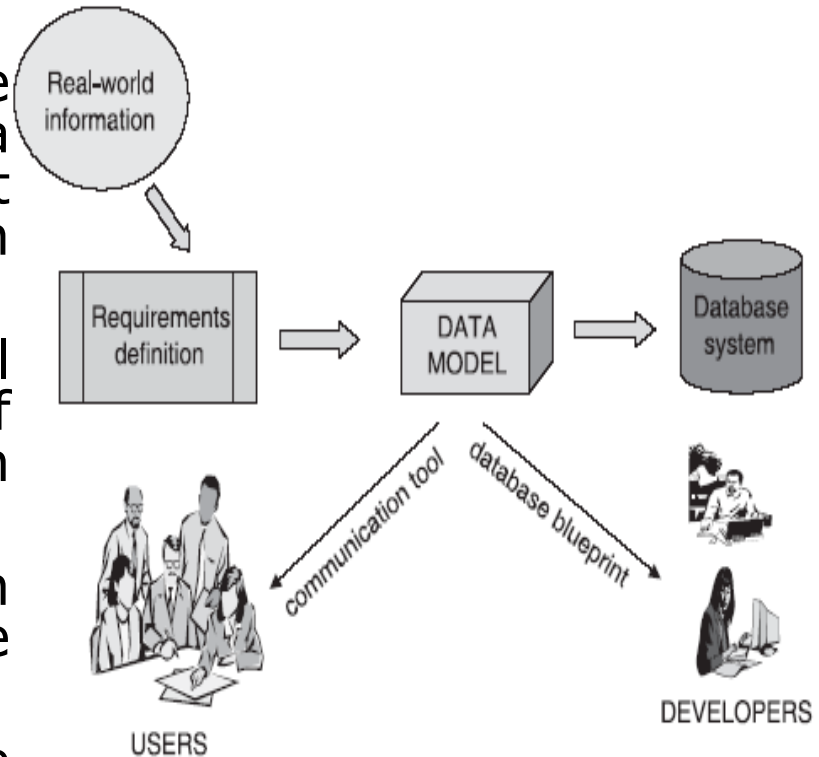 Real-world
information
Requirements
definition
DATA
MODEL
Database
system
communication tool
database blueprint
USERS
DEVELOPERS